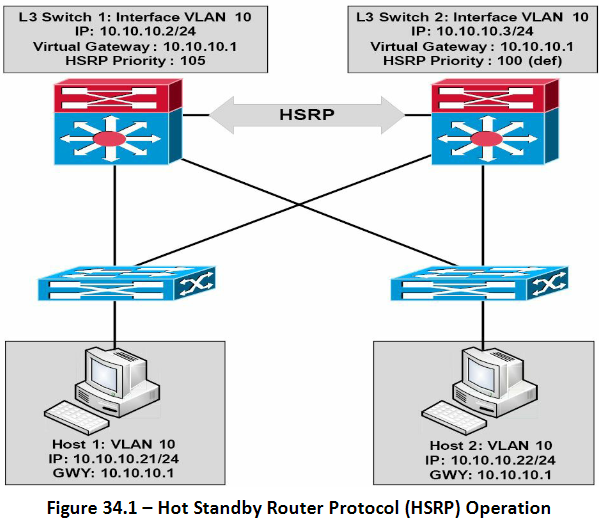 L3 Switch 1: Interface VLAN 10
IP: 10.10.10.2/24
Virtual Gateway : 10.10.10.1
HSRP Priority : 105
L3 Switch 2: Interface VLAN 10
IP: 10.10.10.3/24
Virtual Gateway : 10.10.10.1
HSRP Priority : 100 (def)
HSRP
Host 1: VLAN 10
IP: 10.10.10.21/24
GWY: 10.10.10.1
Host 2: VLAN 10
IP: 10.10.10.22/24
GWY: 10.10.10.1
Figure 34.1 – Hot Standby Router Protocol (HSRP) Operation